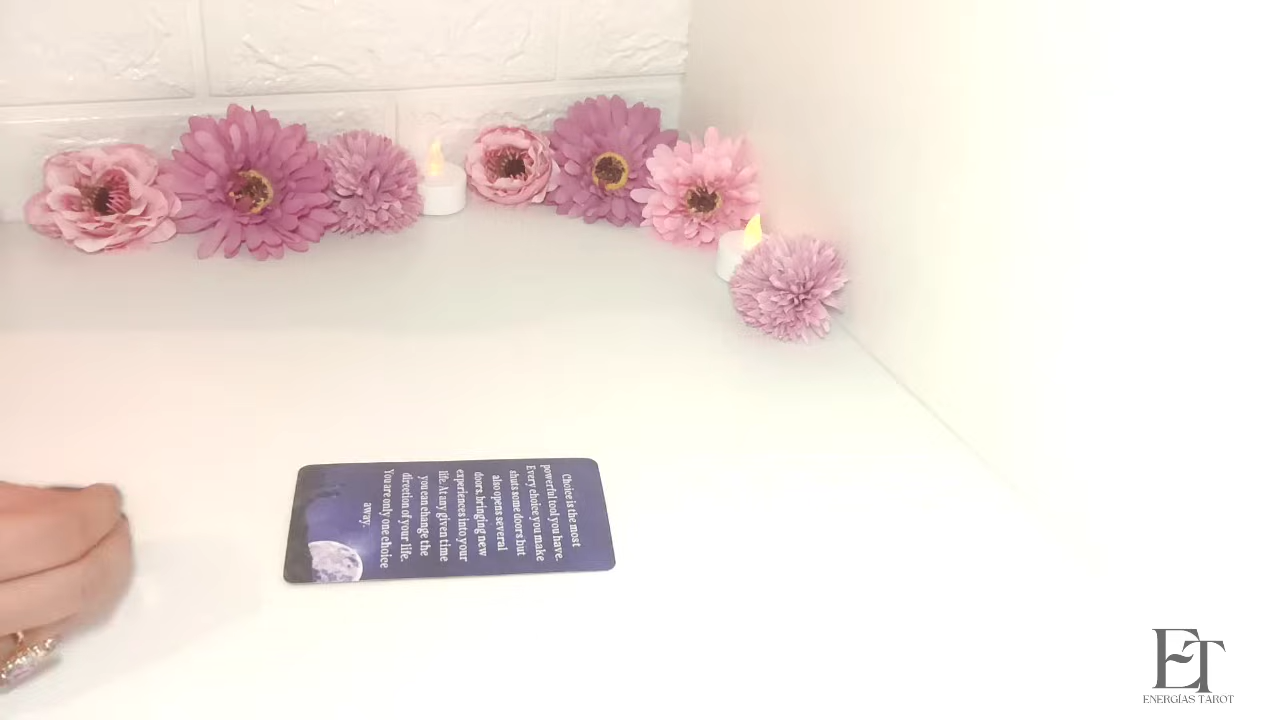 Choice is the most
powerful tool you have.
Every choice you make
shuts some doors but
also opens several
doors, bringing new
experiences into your
life. At any given time
you can change the
direction of your life.
You are only one choice
away.
ET
ENERGÍAS TAROT